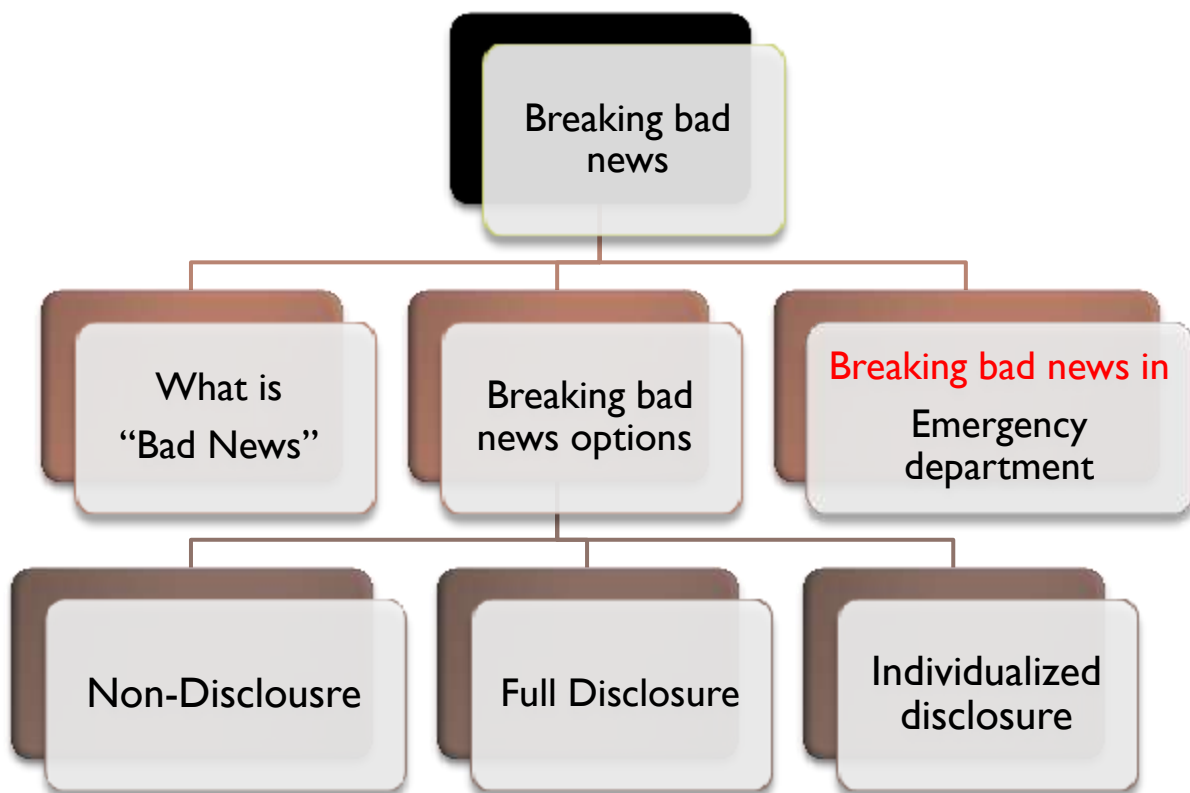 Breaking bad
news
What is
“Bad News”
Breaking bad
news options
Breaking bad news in
Emergency
department
Non-Disclousre
Full Disclosure
Individualized
disclosure